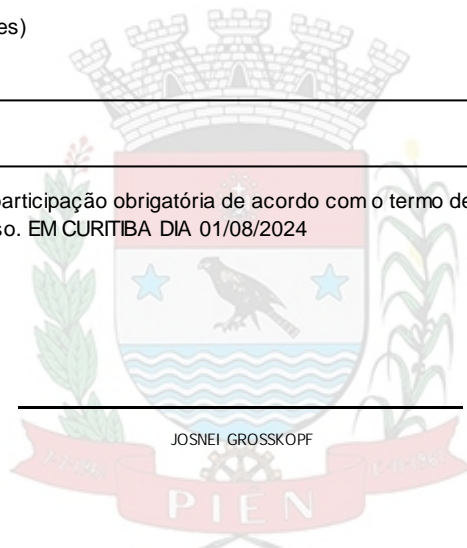 es)
participação obrigatória de acordo com o termo de
so. EM CURITIBA DIA 01/08/2024
JOSNEI GROSSKOPF
PIEN